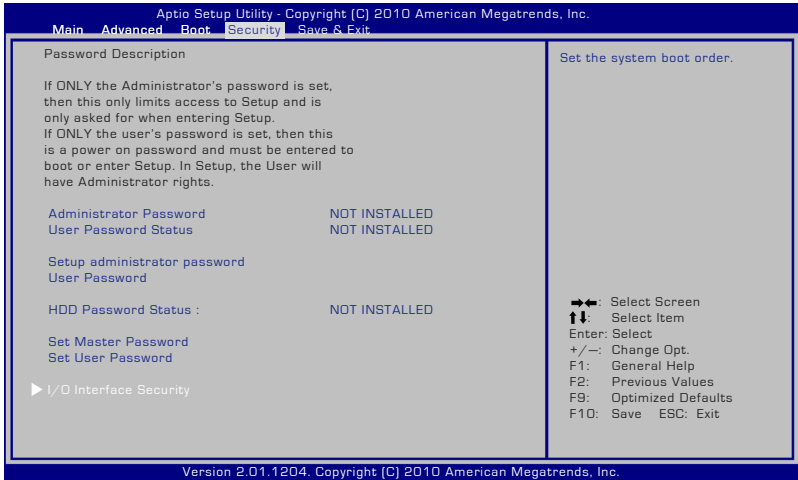 Aptio Setup Utility - Copyright (C) 2010 American Megatrends, Inc.
Main Advanced Boot Security Save & Exit
Password Description
If ONLY the Administrator's password is set,
then this only limits access to Setup and is
only asked for when entering Setup.
If ONLY the user's password is set, then this
is a power on password and must be entered to
boot or enter Setup. In Setup, the User will
have Administrator rights.
Administrator Password NOT INSTALLED
User Password Status NOT INSTALLED
Setup administrator password
User Password
HDD Password Status : NOT INSTALLED
Set Master Password
Set User Password
I/O Interface Security
Set the system boot order.
→←: Select Screen
↑↓: Select Item
Enter: Select
+/—: Change Opt.
F1: General Help
F2: Previous Values
F9: Optimized Defaults
F10: Save ESC: Exit
Version 2.01.1204. Copyright (C) 2010 American Megatrends, Inc.